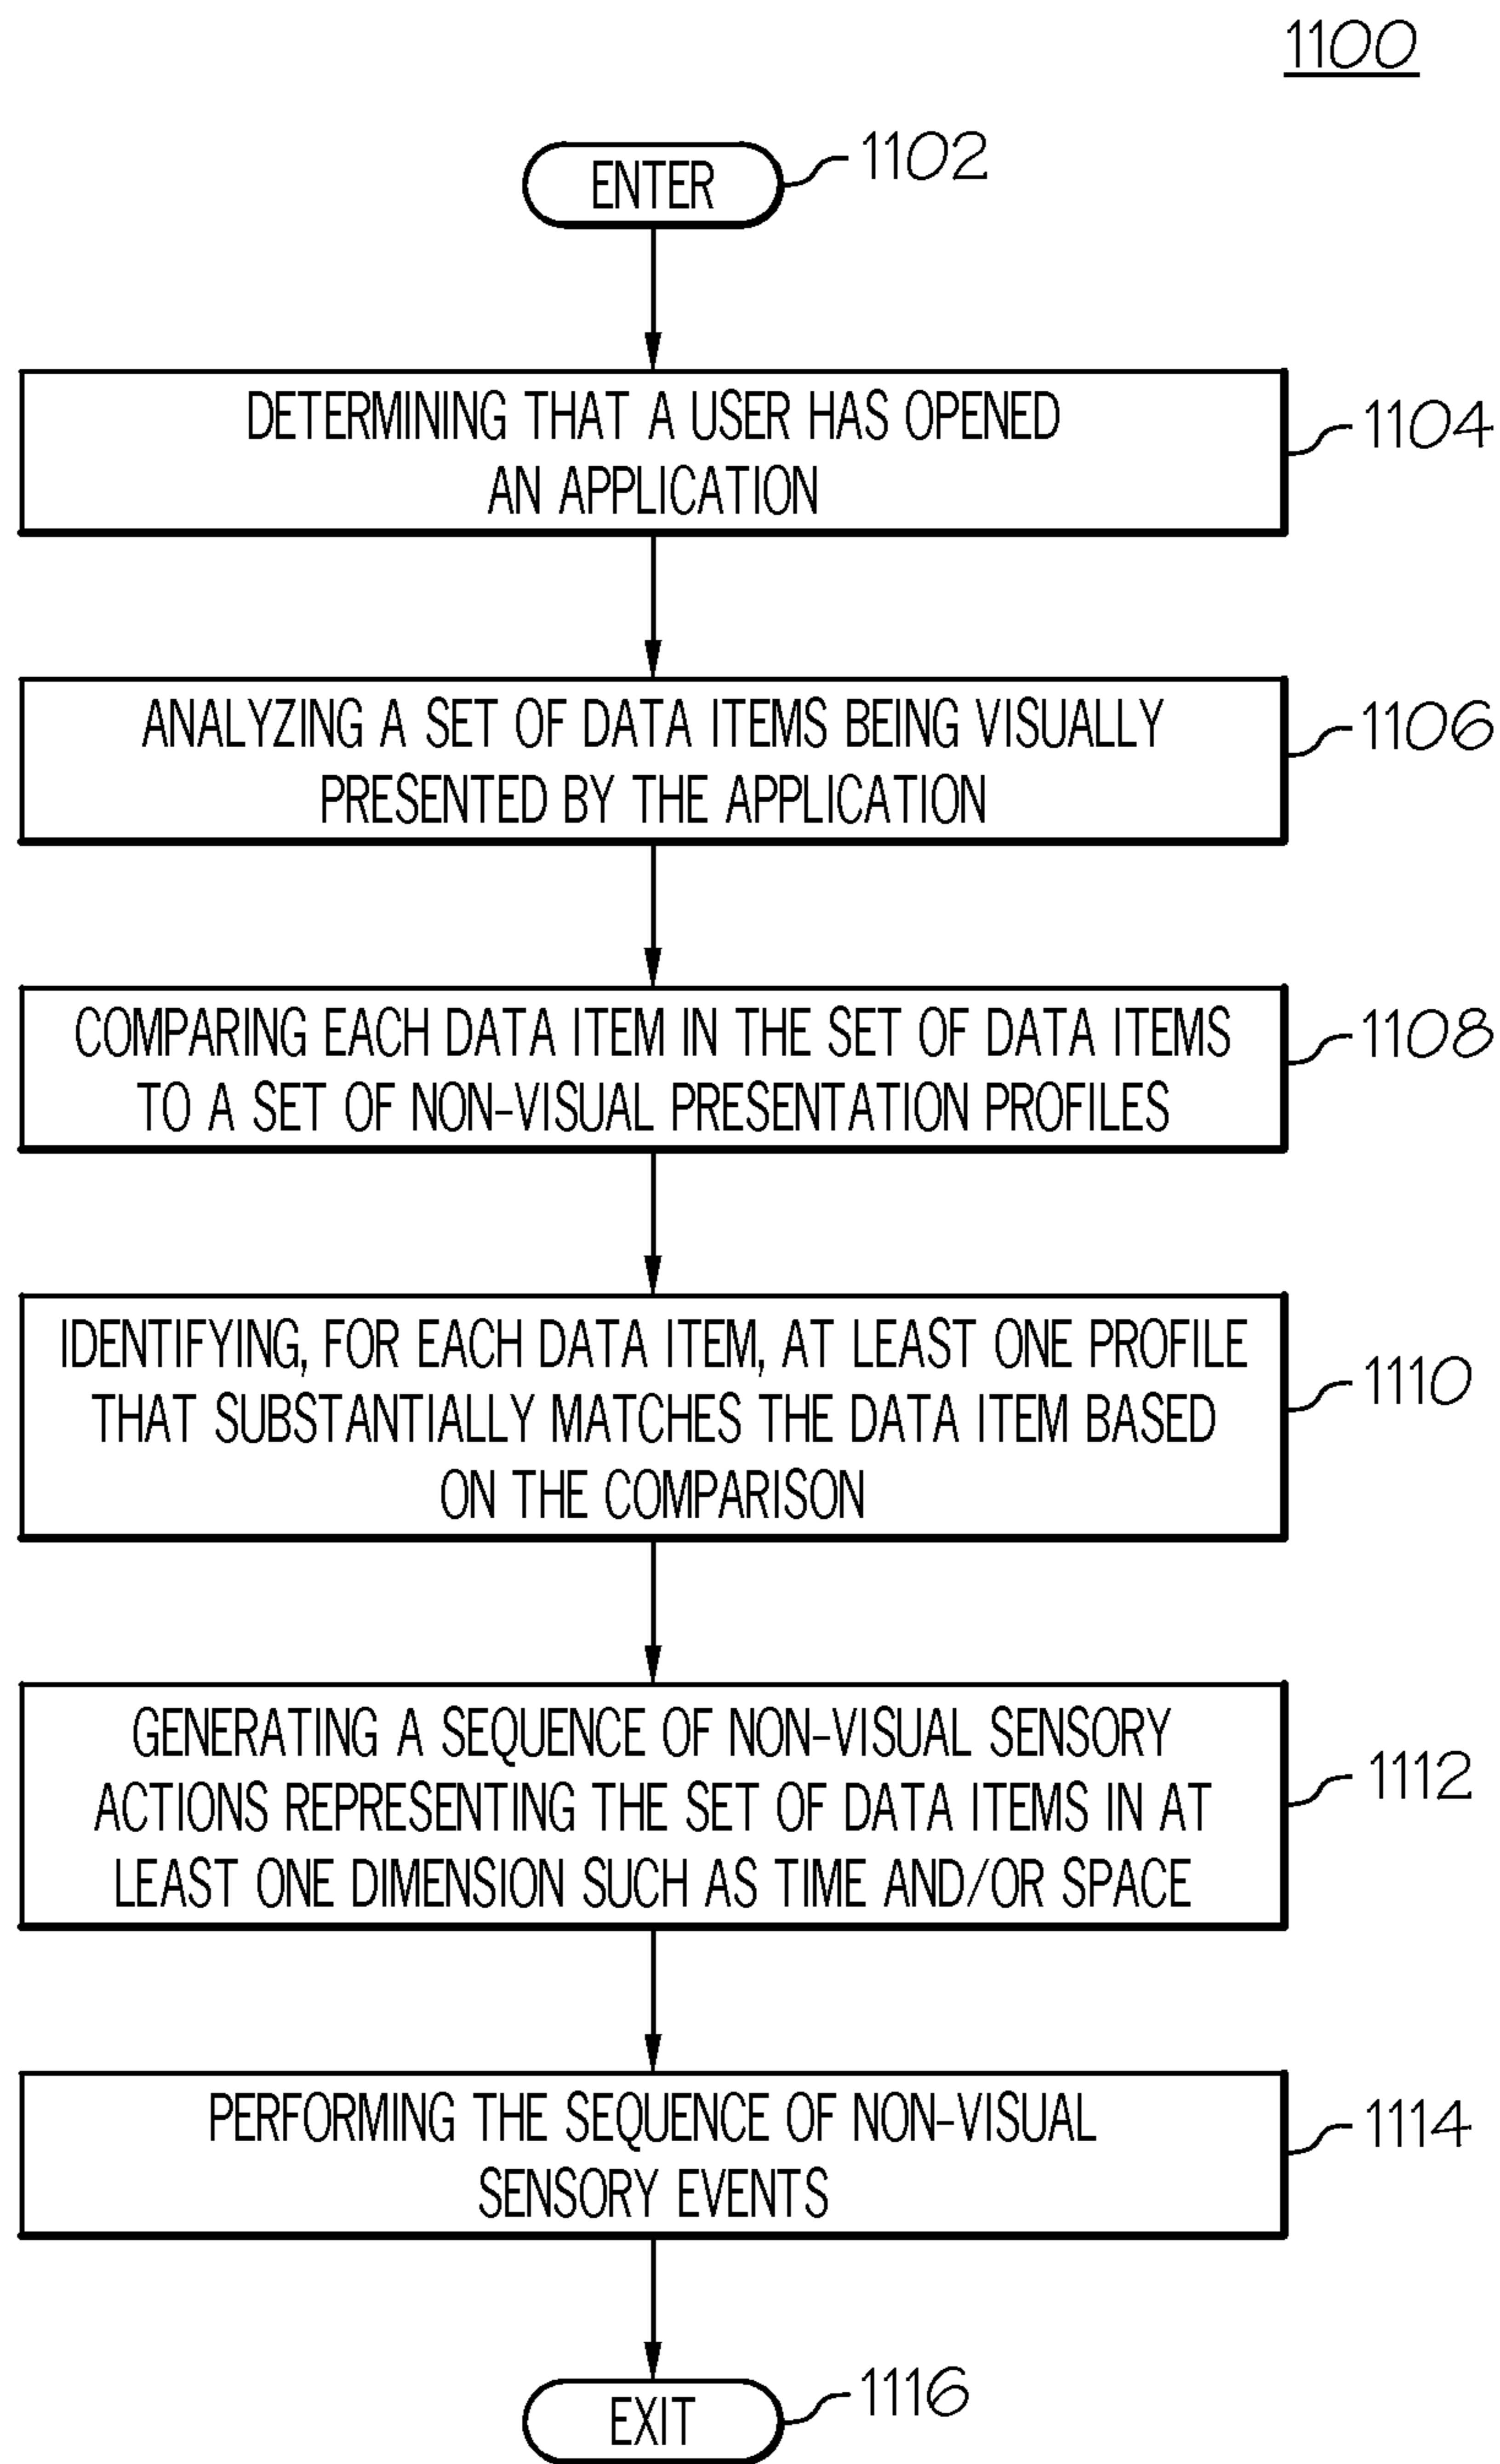 1100
ENTER
1102
DETERMINING THAT A USER HAS OPENED
AN APPLICATION
1104
ANALYZING A SET OF DATA ITEMS BEING VISUALLY
PRESENTED BY THE APPLICATION
1106
COMPARING EACH DATA ITEM IN THE SET OF DATA ITEMS
TO A SET OF NON-VISUAL PRESENTATION PROFILES
1108
IDENTIFYING, FOR EACH DATA ITEM, AT LEAST ONE PROFILE
THAT SUBSTANTIALLY MATCHES THE DATA ITEM BASED
ON THE COMPARISON
1110
GENERATING A SEQUENCE OF NON-VISUAL SENSORY
ACTIONS REPRESENTING THE SET OF DATA ITEMS IN AT
LEAST ONE DIMENSION SUCH AS TIME AND/OR SPACE
1112
PERFORMING THE SEQUENCE OF NON-VISUAL
SENSORY EVENTS
1114
EXIT
1116